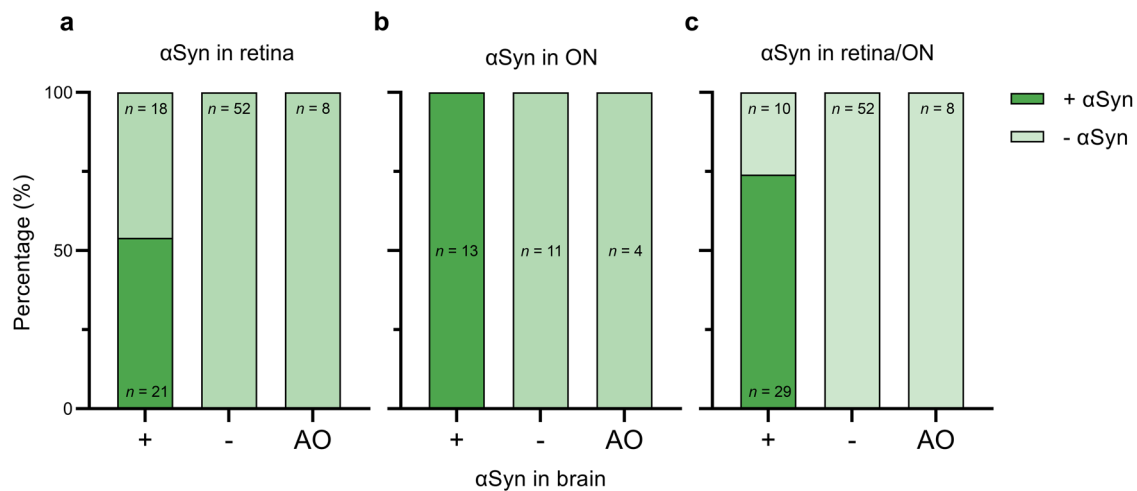 a
αSyn in retina
b
αSyn in ON
c
αSyn in retina/ON
+ αSyn
- αSyn
Percentage (%)
100
50
0
n = 18
n = 52
n = 8
n = 21
+ - AO
n = 13
n = 11
n = 4
+ - AO
n = 10
n = 52
n = 8
n = 29
+ - AO
αSyn in brain